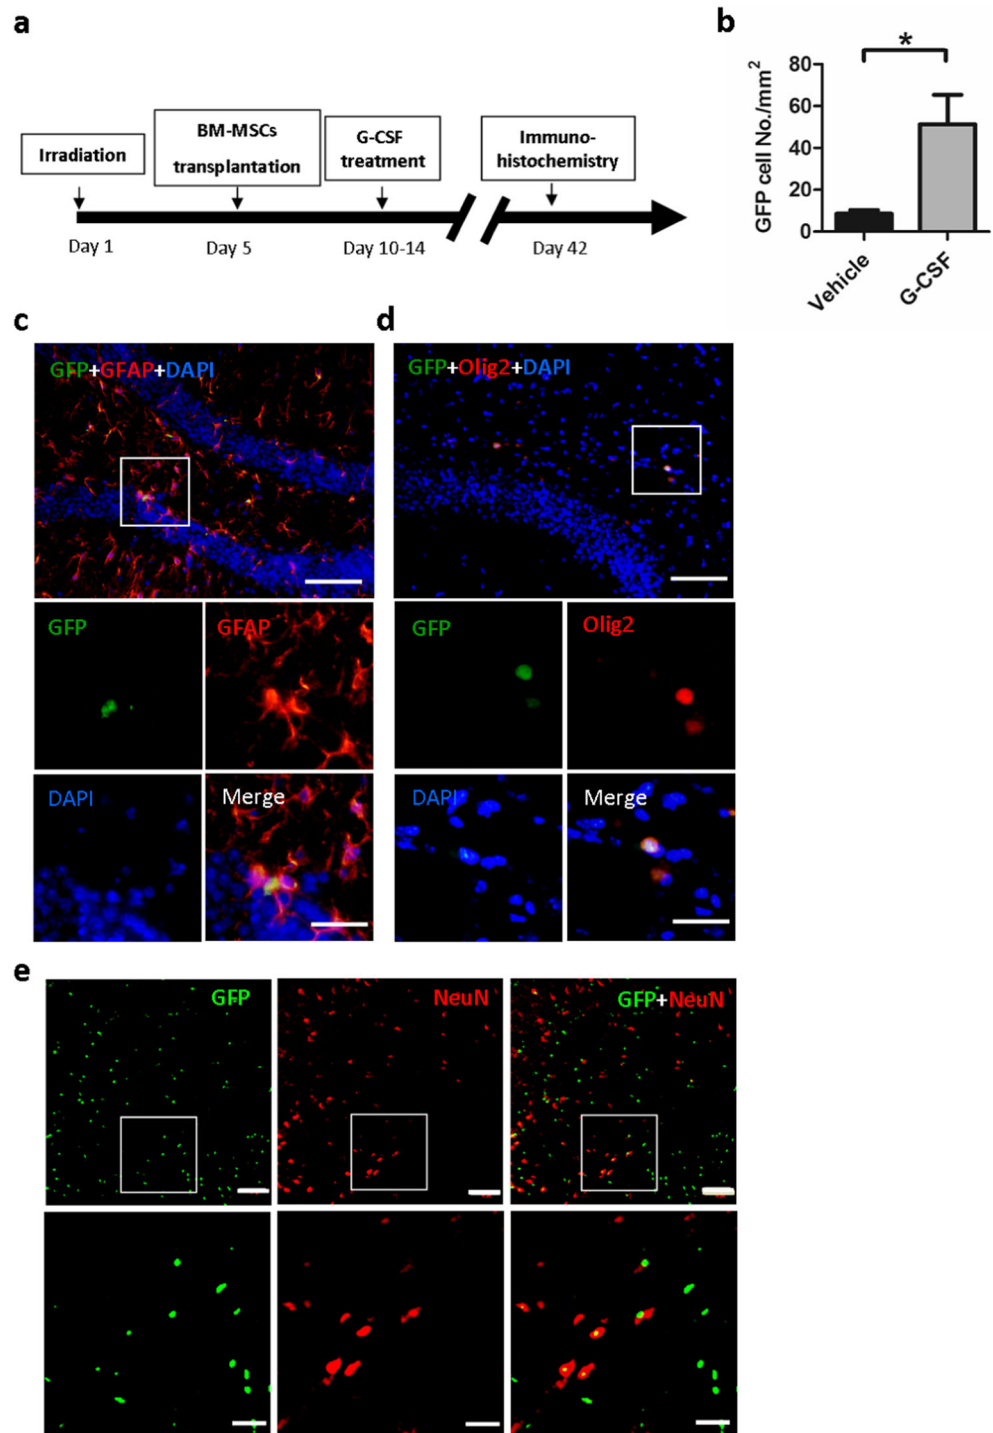 a
Irradiation
BM-MSCs
transplantation
G-CSF
treatment
Immuno-
histochemistry
Day 1
Day 5
Day 10-14
Day 42
b
*
GFP cell No./mm²
80
60
40
20
0
Vehicle
G-CSF
c
GFP+GFAP+DAPI
GFP
GFAP
DAPI
Merge
d
GFP+Olig2+DAPI
GFP
Olig2
DAPI
Merge
e
GFP
NeuN
GFP+NeuN